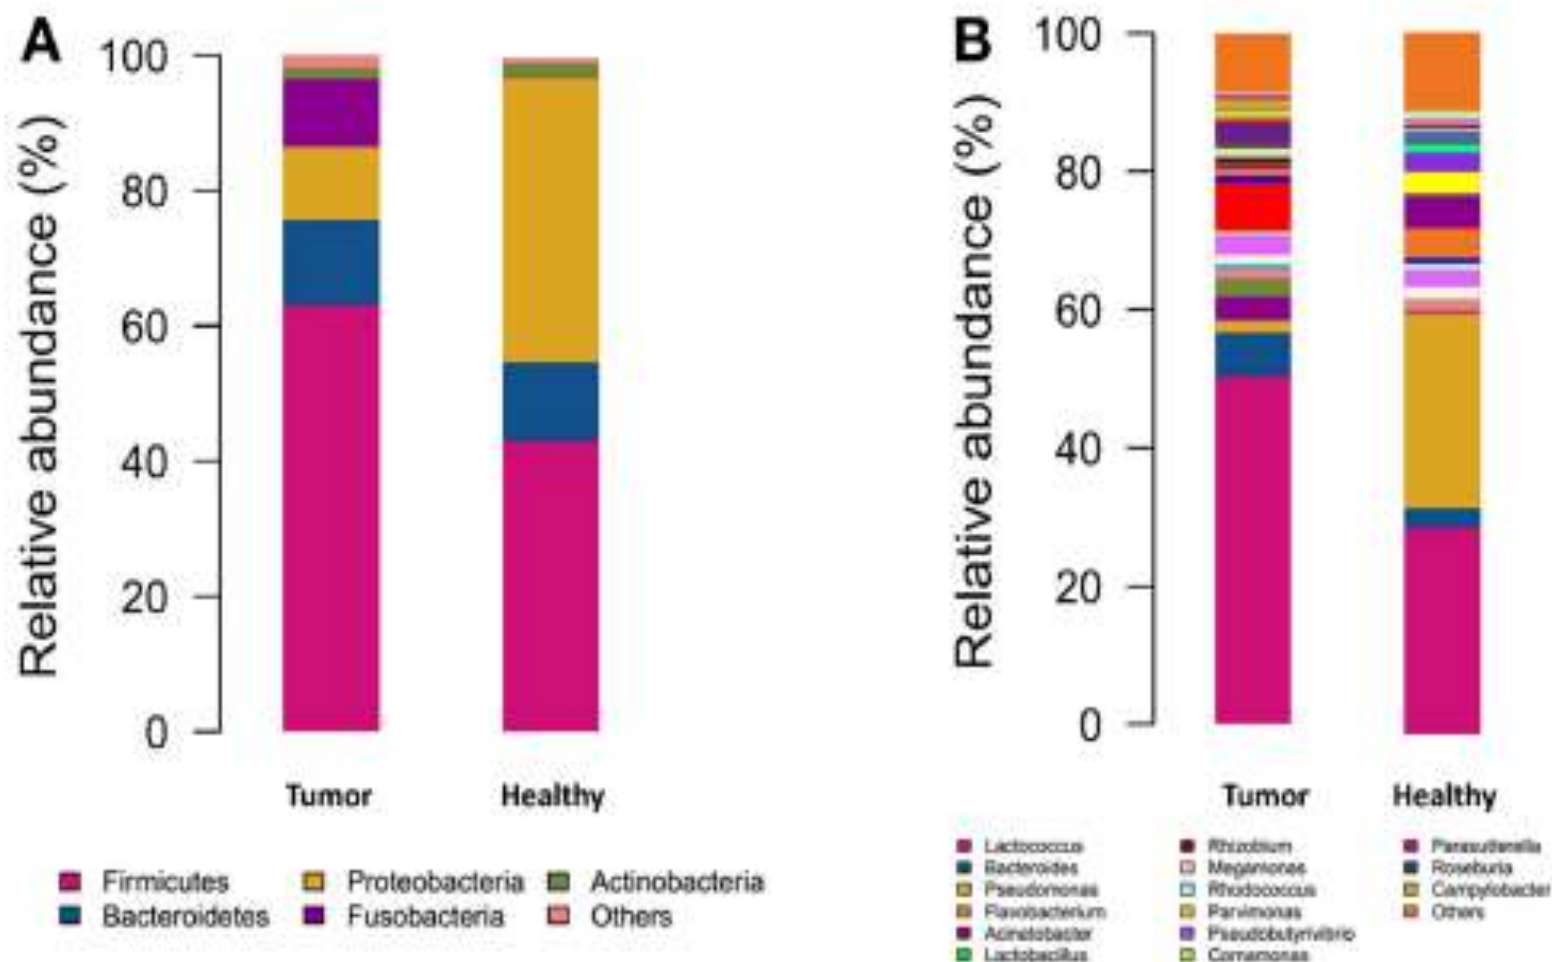 A
Relative abundance (%)
100
80
60
40
20
0
Tumor Healthy
Firmicutes Proteobacteria Actinobacteria
Bacteroidetes Fusobacteria Others
B
Relative abundance (%)
100
80
60
40
20
0
Tumor Healthy
Lactococcus Rhizobium Parasutterella
Bacteroides Megamonas Roseburia
Pseudomonas Rhodococcus Campylobacter
Flavobacterium Parvimonas Others
Acinetobacter Pseudobutyrivibrio
Lactobacillus Comamonas